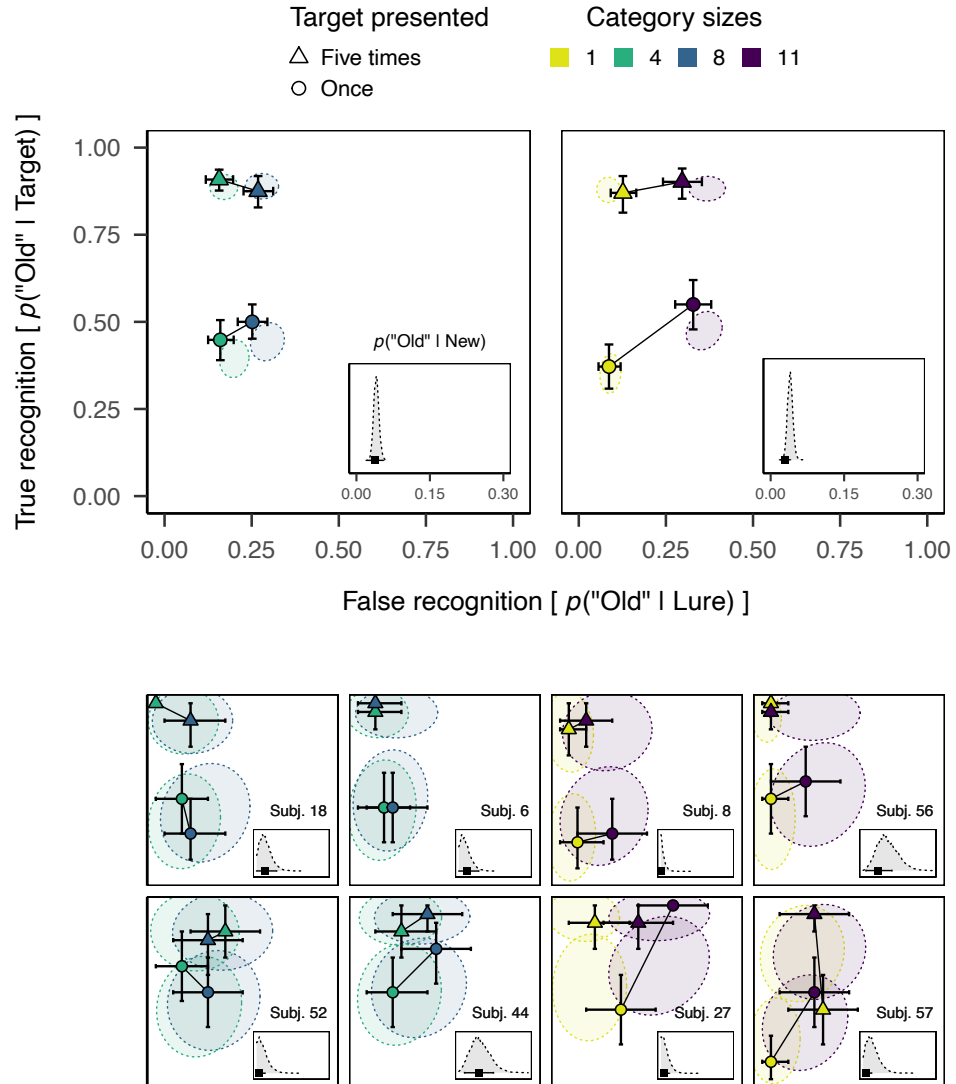 Target presented
Five times
Once
Category sizes
1 4 8 11
True recognition [ p("Old" | Target) ]
1.00
0.75
0.50
0.25
0.00
p("Old" | New)
0.00 0.15 0.30
0.00 0.15 0.30
0.00 0.25 0.50 0.75 1.00
0.00 0.25 0.50 0.75 1.00
False recognition [ p("Old" | Lure) ]
Subj. 18
Subj. 6
Subj. 8
Subj. 56
Subj. 52
Subj. 44
Subj. 27
Subj. 57